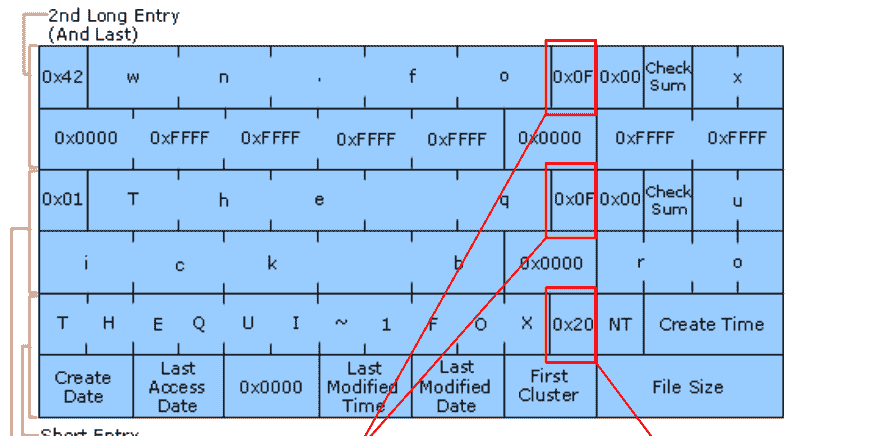 2nd Long Entry
(And Last)
0x42 w n . f o 0x0F 0x00 Check Sum x
0x0000 0xFFFF 0xFFFF 0xFFFF 0xFFFF 0x0000 0xFFFF 0xFFFF
0x01 T h e q 0x0F 0x00 Check Sum u
i c k b 0x0000 r o
T H E Q U I ~ 1 F O X 0x20 NT Create Time
Create Date Last Access Date 0x0000 Last Modified Time Last Modified Date First Cluster File Size
Short Entry